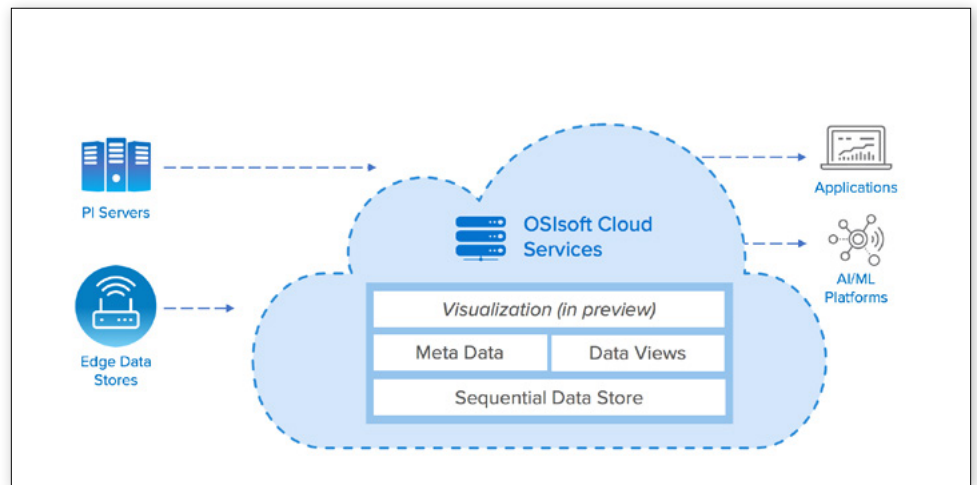 PI Servers
Edge Data
Stores
OSIsoft Cloud
Services
Visualization (in preview)
Meta Data
Data Views
Sequential Data Store
Applications
AI/ML
Platforms